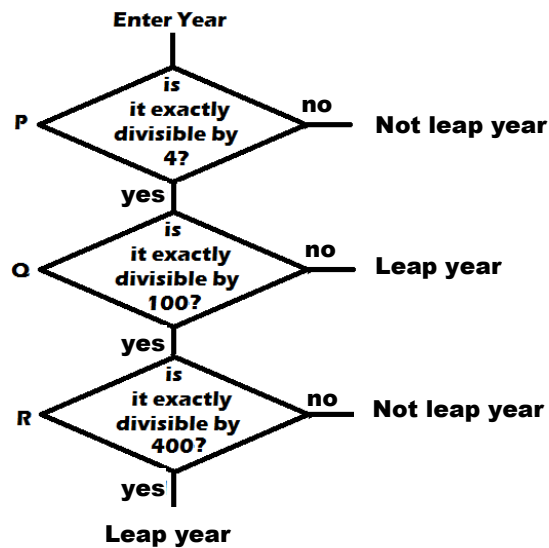 Enter Year
is
it exactly
divisible by
4?
P
no
Not leap year
yes
is
it exactly
divisible by
100?
Q
no
Leap year
yes
is
it exactly
divisible by
400?
R
no
Not leap year
yes
Leap year